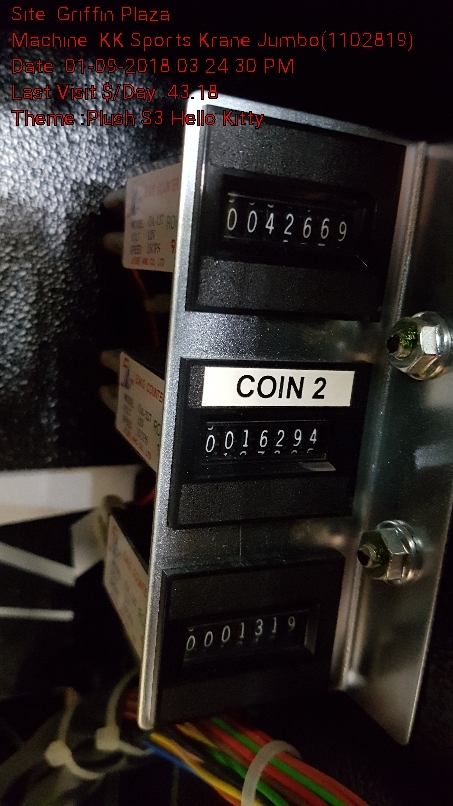 Site Griffin Plaza
Machine KK Sports Krane Jumbo(1102819)
Date 01-09-2018 03 24 30 PM
Last Visit $/Day 43.18
Theme :Plush S3 Hello Kitty
0042669
COIN 2
0016294
0001319